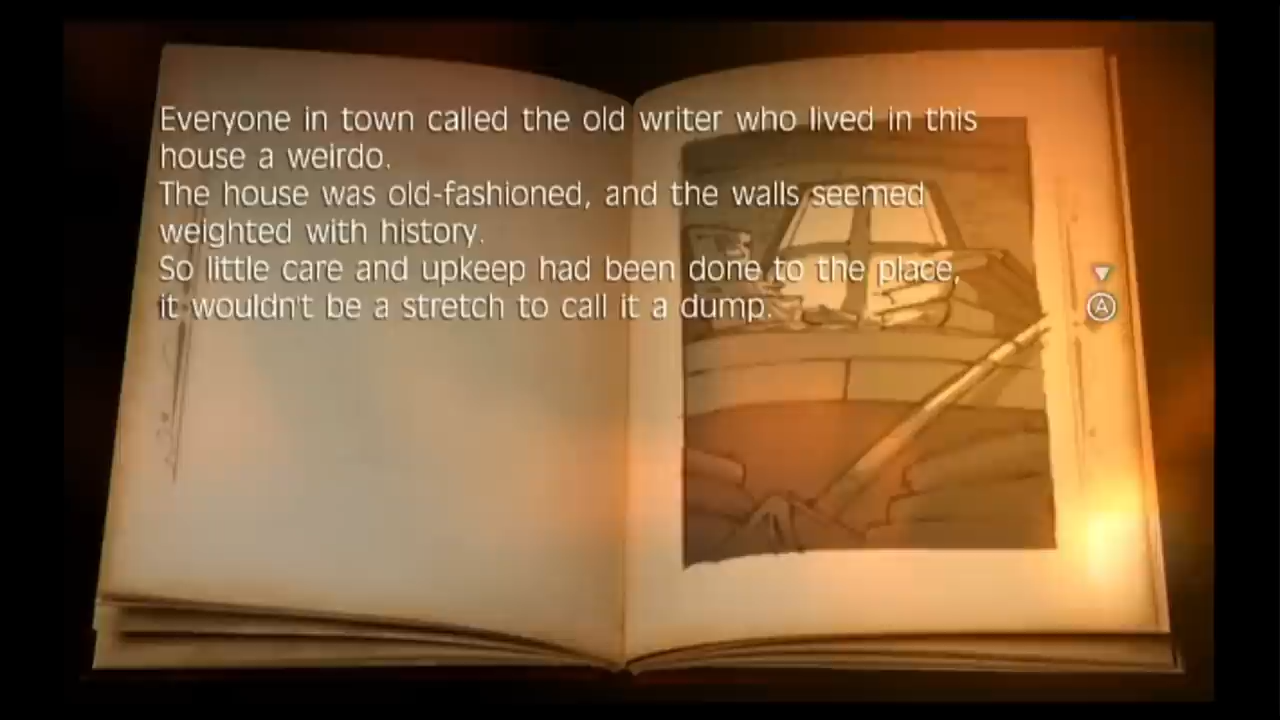 Everyone in town called the old writer who lived in this
house a weirdo.
The house was old-fashioned, and the walls seemed
weighted with history.
So little care and upkeep had been done to the place,
it wouldn't be a stretch to call it a dump.
A